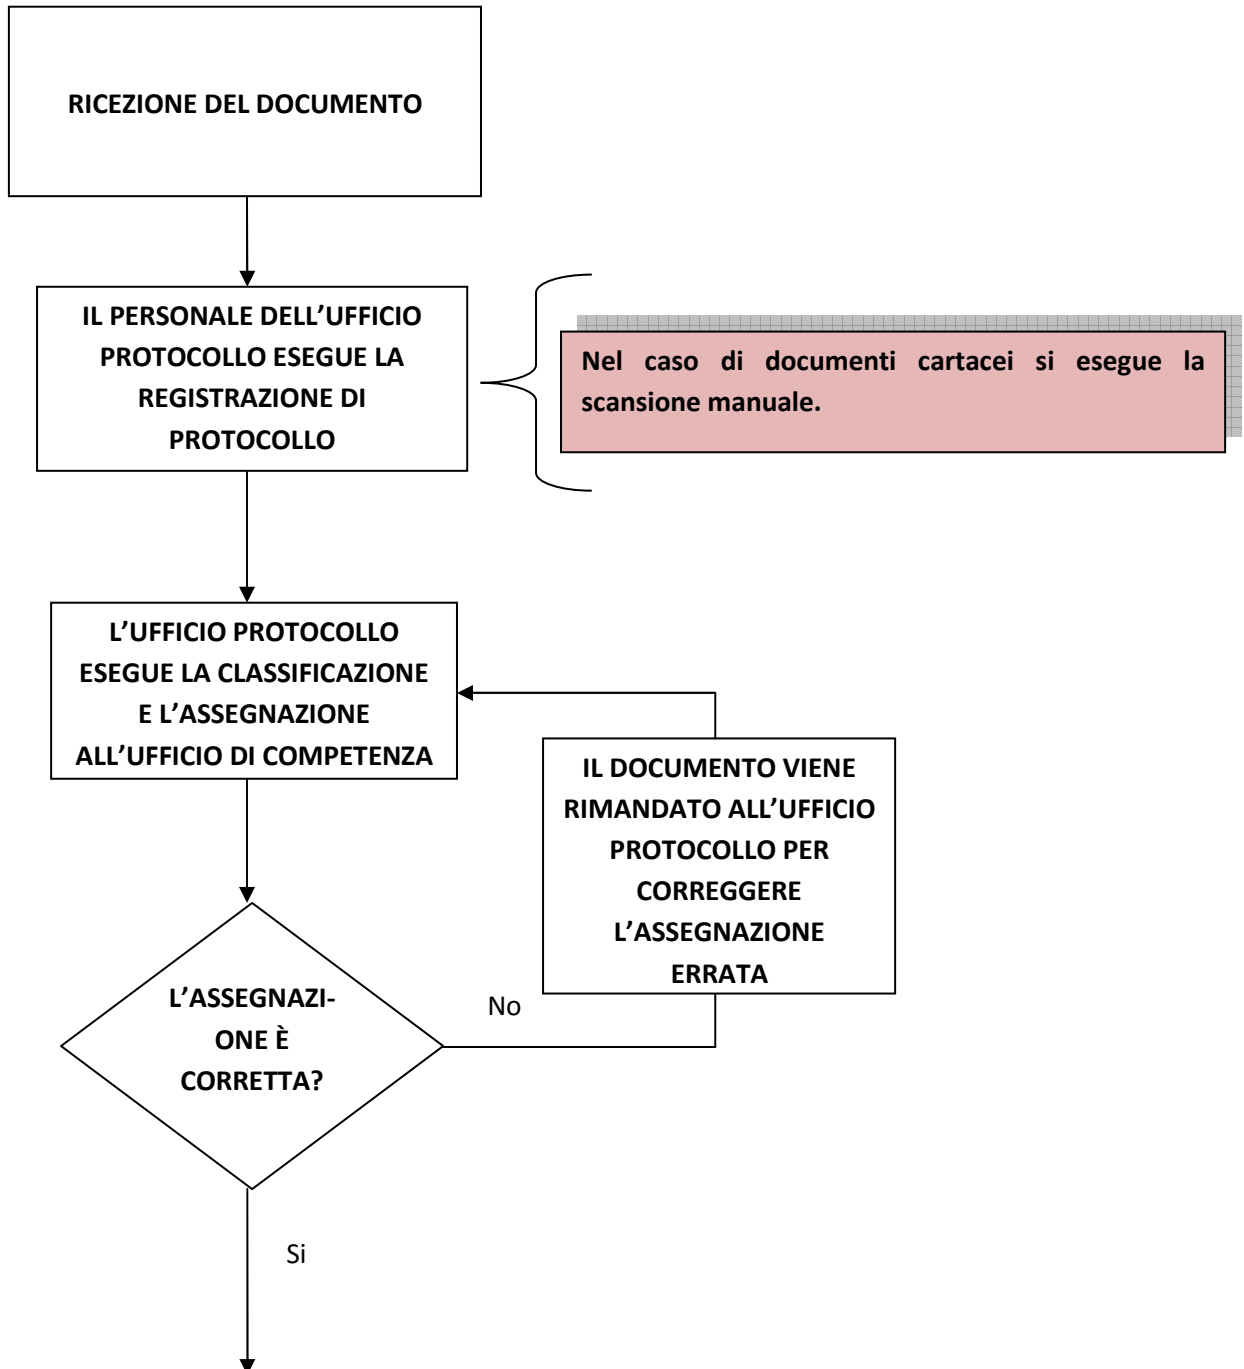 RICEZIONE DEL DOCUMENTO
IL PERSONALE DELL’UFFICIO
PROTOCOLLO ESEGUE LA
REGISTRAZIONE DI
PROTOCOLLO
Nel caso di documenti cartacei si esegue la
scansione manuale.
L’UFFICIO PROTOCOLLO
ESEGUE LA CLASSIFICAZIONE
E L’ASSEGNAZIONE
ALL’UFFICIO DI COMPETENZA
IL DOCUMENTO VIENE
RIMANDATO ALL’UFFICIO
PROTOCOLLO PER
CORREGGERE
L’ASSEGNAZIONE
ERRATA
L’ASSEGNAZI-
ONE È
CORRETTA?
No
Si